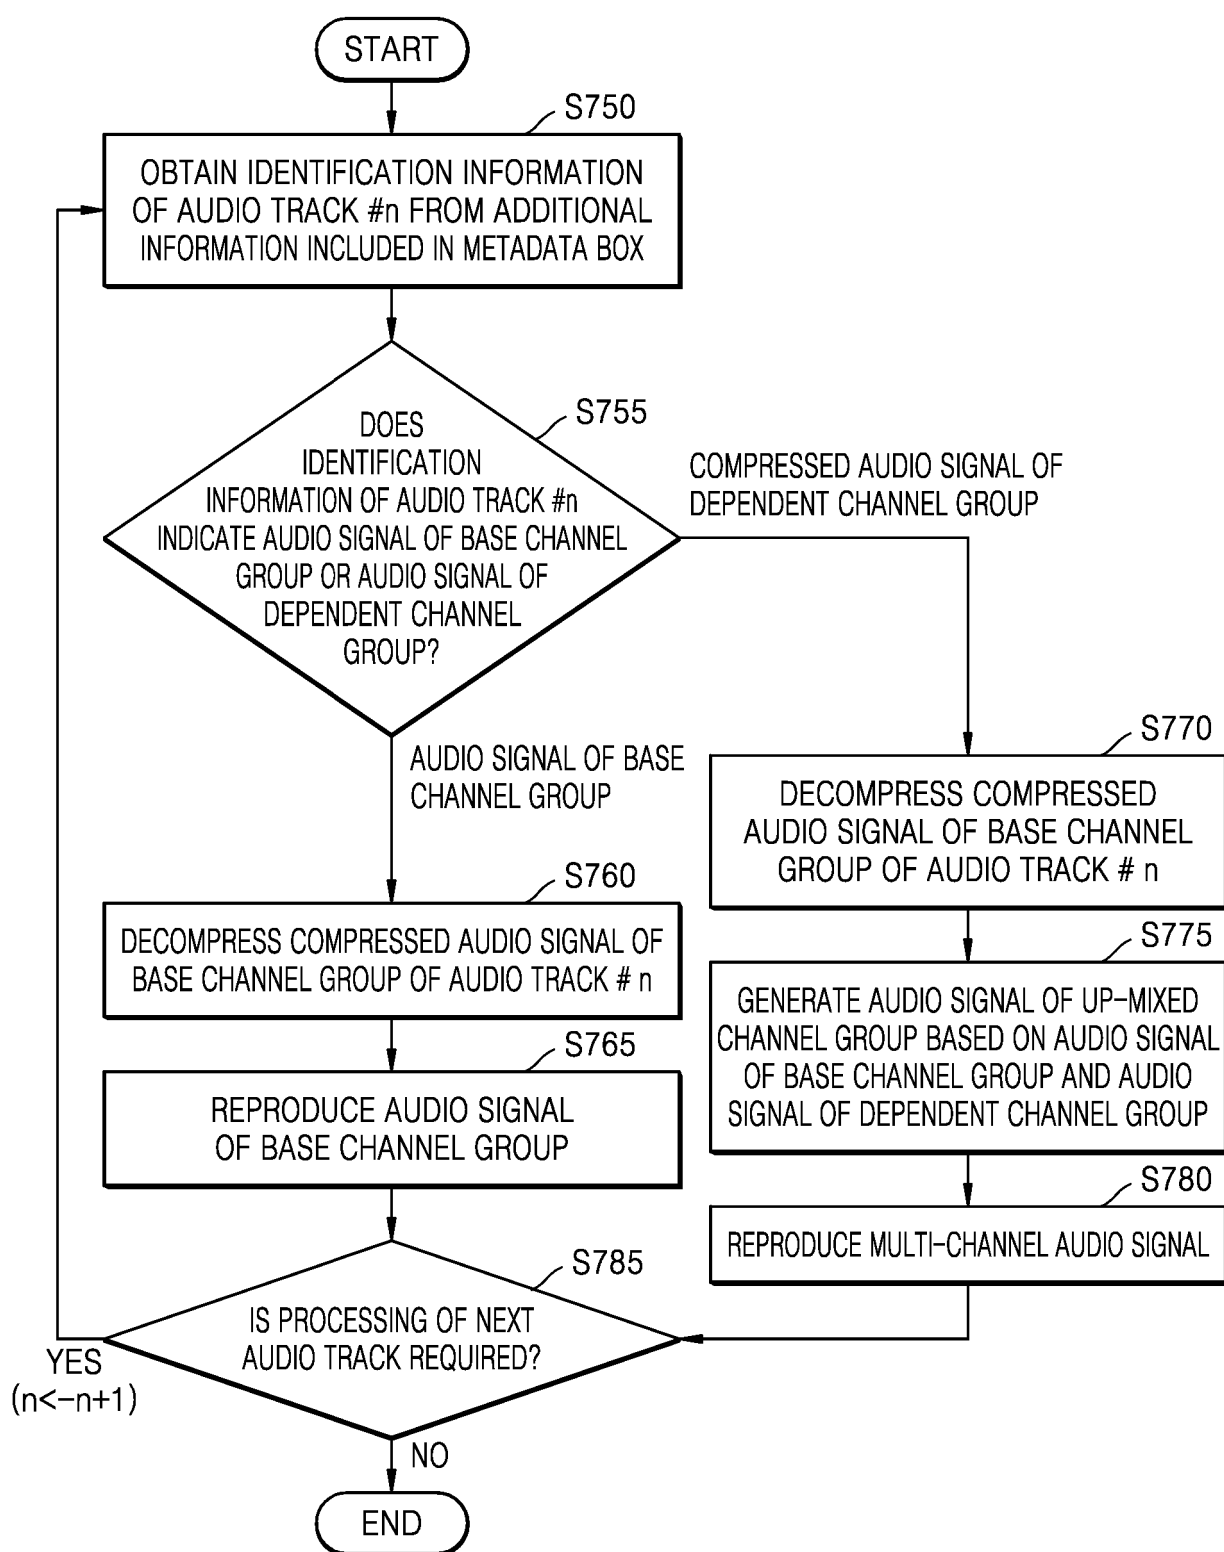 START
S750
OBTAIN IDENTIFICATION INFORMATION
OF AUDIO TRACK #n FROM ADDITIONAL
INFORMATION INCLUDED IN METADATA BOX
S755
DOES
IDENTIFICATION
INFORMATION OF AUDIO TRACK #n
INDICATE AUDIO SIGNAL OF BASE CHANNEL
GROUP OR AUDIO SIGNAL OF
DEPENDENT CHANNEL
GROUP?
COMPRESSED AUDIO SIGNAL OF
DEPENDENT CHANNEL GROUP
AUDIO SIGNAL OF BASE
CHANNEL GROUP
S760
DECOMPRESS COMPRESSED AUDIO SIGNAL OF
BASE CHANNEL GROUP OF AUDIO TRACK # n
S765
REPRODUCE AUDIO SIGNAL
OF BASE CHANNEL GROUP
S770
DECOMPRESS COMPRESSED
AUDIO SIGNAL OF BASE CHANNEL
GROUP OF AUDIO TRACK # n
S775
GENERATE AUDIO SIGNAL OF UP-MIXED
CHANNEL GROUP BASED ON AUDIO SIGNAL
OF BASE CHANNEL GROUP AND AUDIO
SIGNAL OF DEPENDENT CHANNEL GROUP
S780
REPRODUCE MULTI-CHANNEL AUDIO SIGNAL
S785
IS PROCESSING OF NEXT
AUDIO TRACK REQUIRED?
YES
(n<-n+1)
NO
END